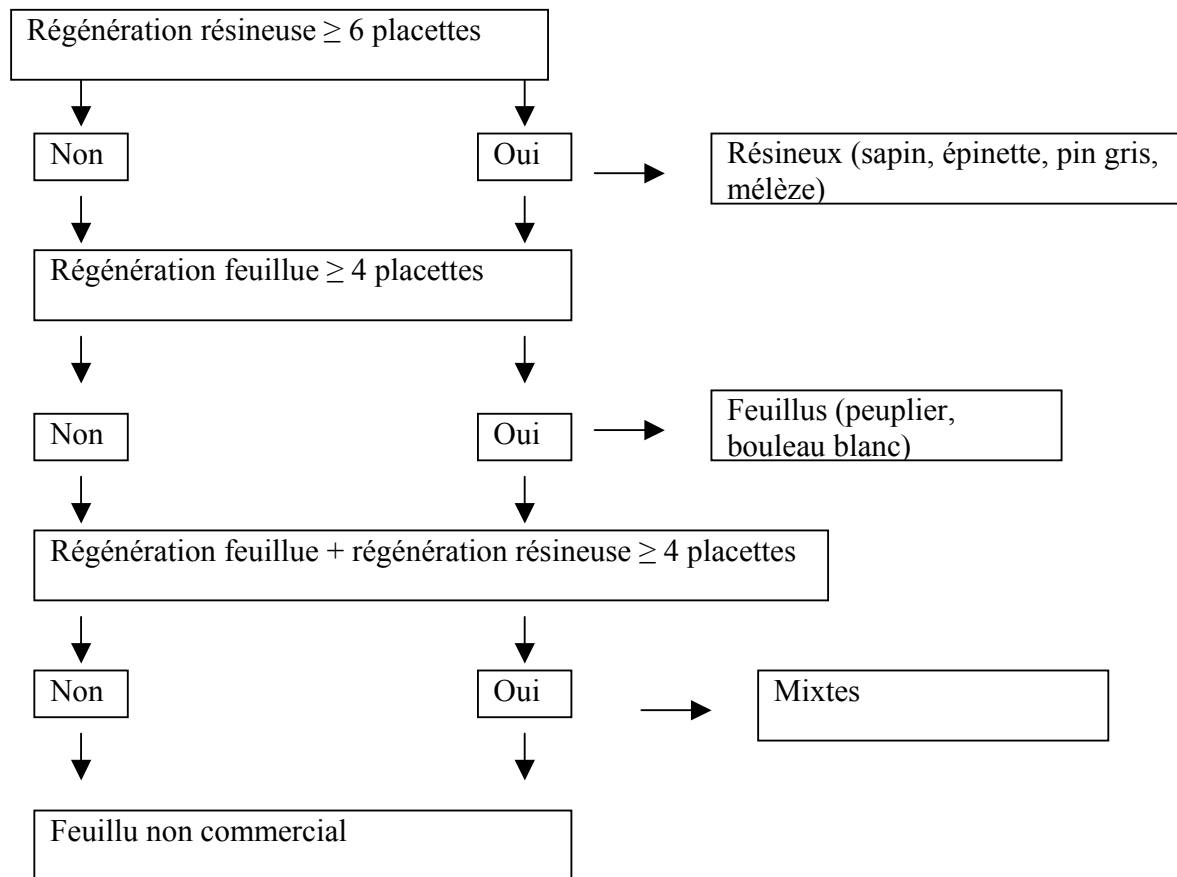 Régénération résineuse ≥ 6 placettes
Non
Oui
Résineux (sapin, épinette, pin gris,
mélèze)
Régénération feuillue ≥ 4 placettes
Non
Oui
Feuillus (peuplier,
bouleau blanc)
Régénération feuillue + régénération résineuse ≥ 4 placettes
Non
Oui
Mixtes
Feuillu non commercial